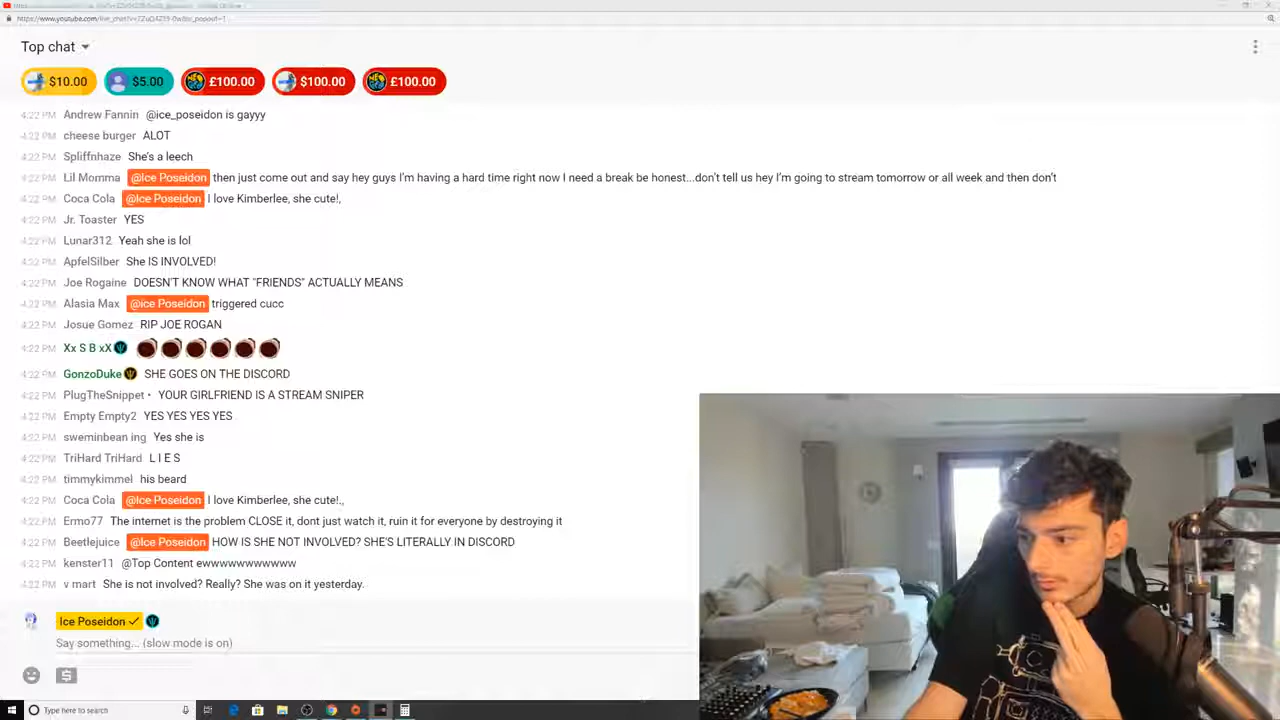 Top chat
$10.00 $5.00 £100.00 $100.00 £100.00
4:22 PM Andrew Fannin @ice_poseidon is gayyy
4:22 PM cheese burger ALOT
4:22 PM Spliffnhaze She's a leech
4:22 PM Lil Momma @Ice Poseidon then just come out and say hey guys I'm having a hard time right now I need a break be honest...don't tell us hey I'm going to stream tomorrow or all week and then don't
4:22 PM Coca Cola @Ice Poseidon I love Kimberlee, she cute!,
4:22 PM Jr. Toaster YES
4:22 PM Lunar312 Yeah she is lol
4:22 PM ApfelSilber She IS INVOLVED!
4:22 PM Joe Rogaine DOESN'T KNOW WHAT "FRIENDS" ACTUALLY MEANS
4:22 PM Alasia Max @ice Poseidon triggered cucc
4:22 PM Josue Gomez RIP JOE ROGAN
4:22 PM Xx S B xX
4:22 PM GonzoDuke SHE GOES ON THE DISCORD
4:22 PM PlugTheSnippet • YOUR GIRLFRIEND IS A STREAM SNIPER
4:22 PM Empty Empty2 YES YES YES YES
4:22 PM sweminbean ing Yes she is
4:22 PM TriHard TriHard L I E S
4:22 PM timmykimmel his beard
4:22 PM Coca Cola @Ice Poseidon I love Kimberlee, she cute!.,
4:22 PM Ermo77 The internet is the problem CLOSE it, dont just watch it, ruin it for everyone by destroying it
4:22 PM Beetlejuice @Ice Poseidon HOW IS SHE NOT INVOLVED? SHE'S LITERALLY IN DISCORD
4:22 PM kenster11 @Top Content ewwwwwwwwwww
4:22 PM v mart She is not involved? Really? She was on it yesterday.
Ice Poseidon
Say something... (slow mode is on)
Type here to search